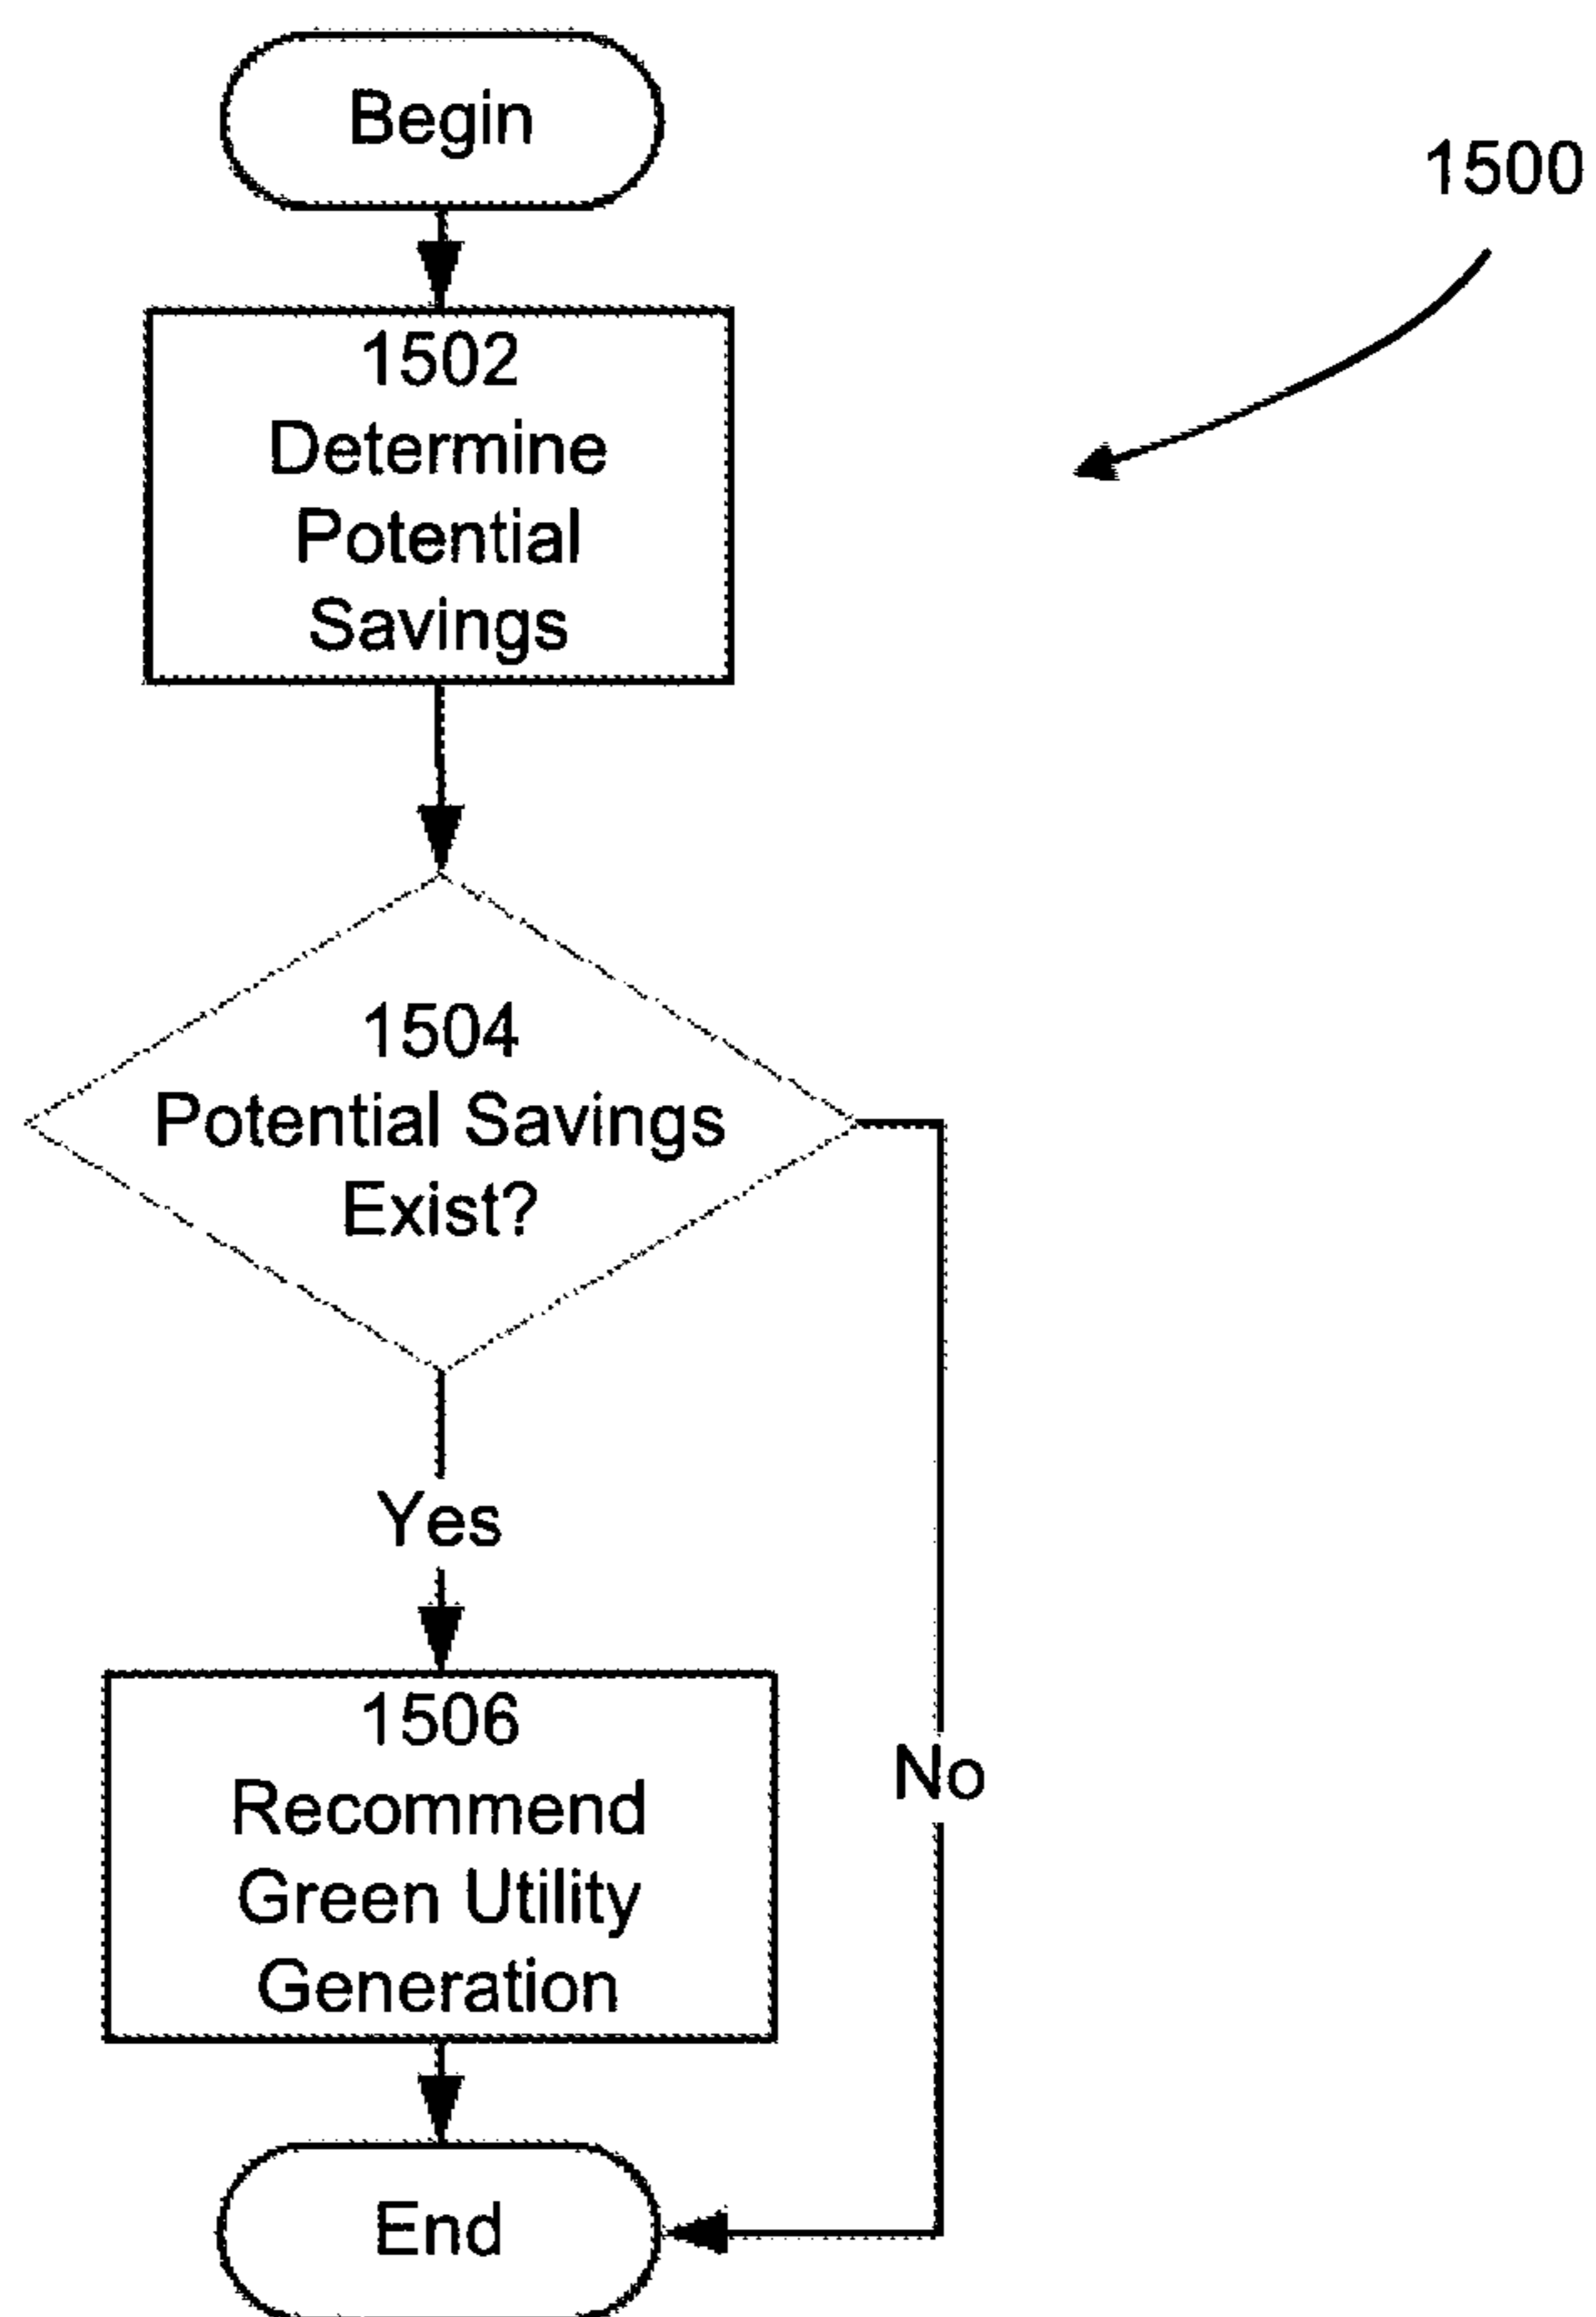 Begin
1500
1502
Determine
Potential
Savings
1504
Potential Savings
Exist?
Yes
1506
Recommend
Green Utility
Generation
No
End